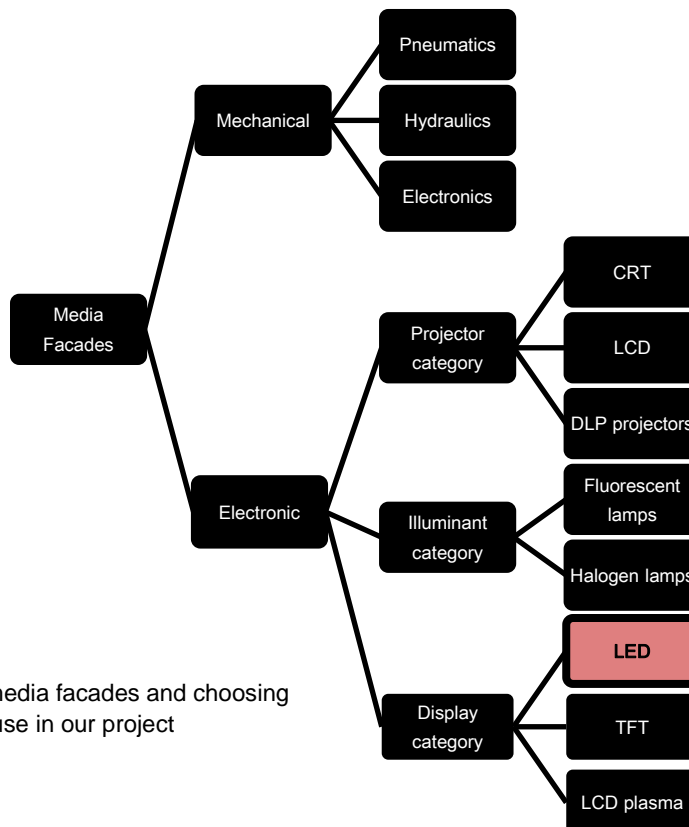 Pneumatics
Mechanical
Hydraulics
Electronics
CRT
Media
Facades
Projector
category
LCD
DLP projectors
Fluorescent
lamps
Electronic
Illuminant
category
Halogen lamps
LED
media facades and choosing
use in our project
Display
category
TFT
LCD plasma